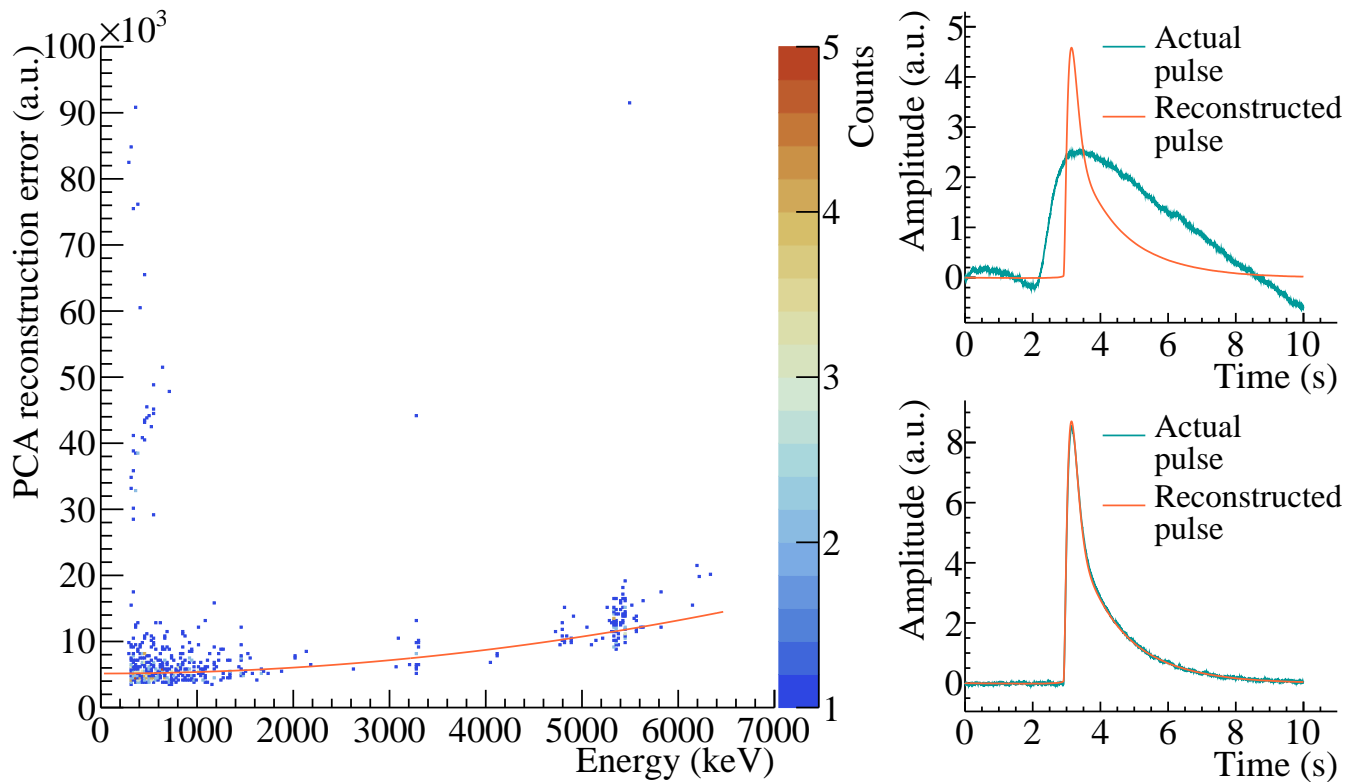 ×10³
100
90
80
70
60
50
40
30
20
10
0
PCA reconstruction error (a.u.)
0 1000 2000 3000 4000 5000 6000 7000
Energy (keV)
5
4
3
2
1
Counts
5
4
3
2
1
0
Amplitude (a.u.)
Actual
pulse
Reconstructed
pulse
0 2 4 6 8 10
Time (s)
8
6
4
2
0
Amplitude (a.u.)
Actual
pulse
Reconstructed
pulse
0 2 4 6 8 10
Time (s)